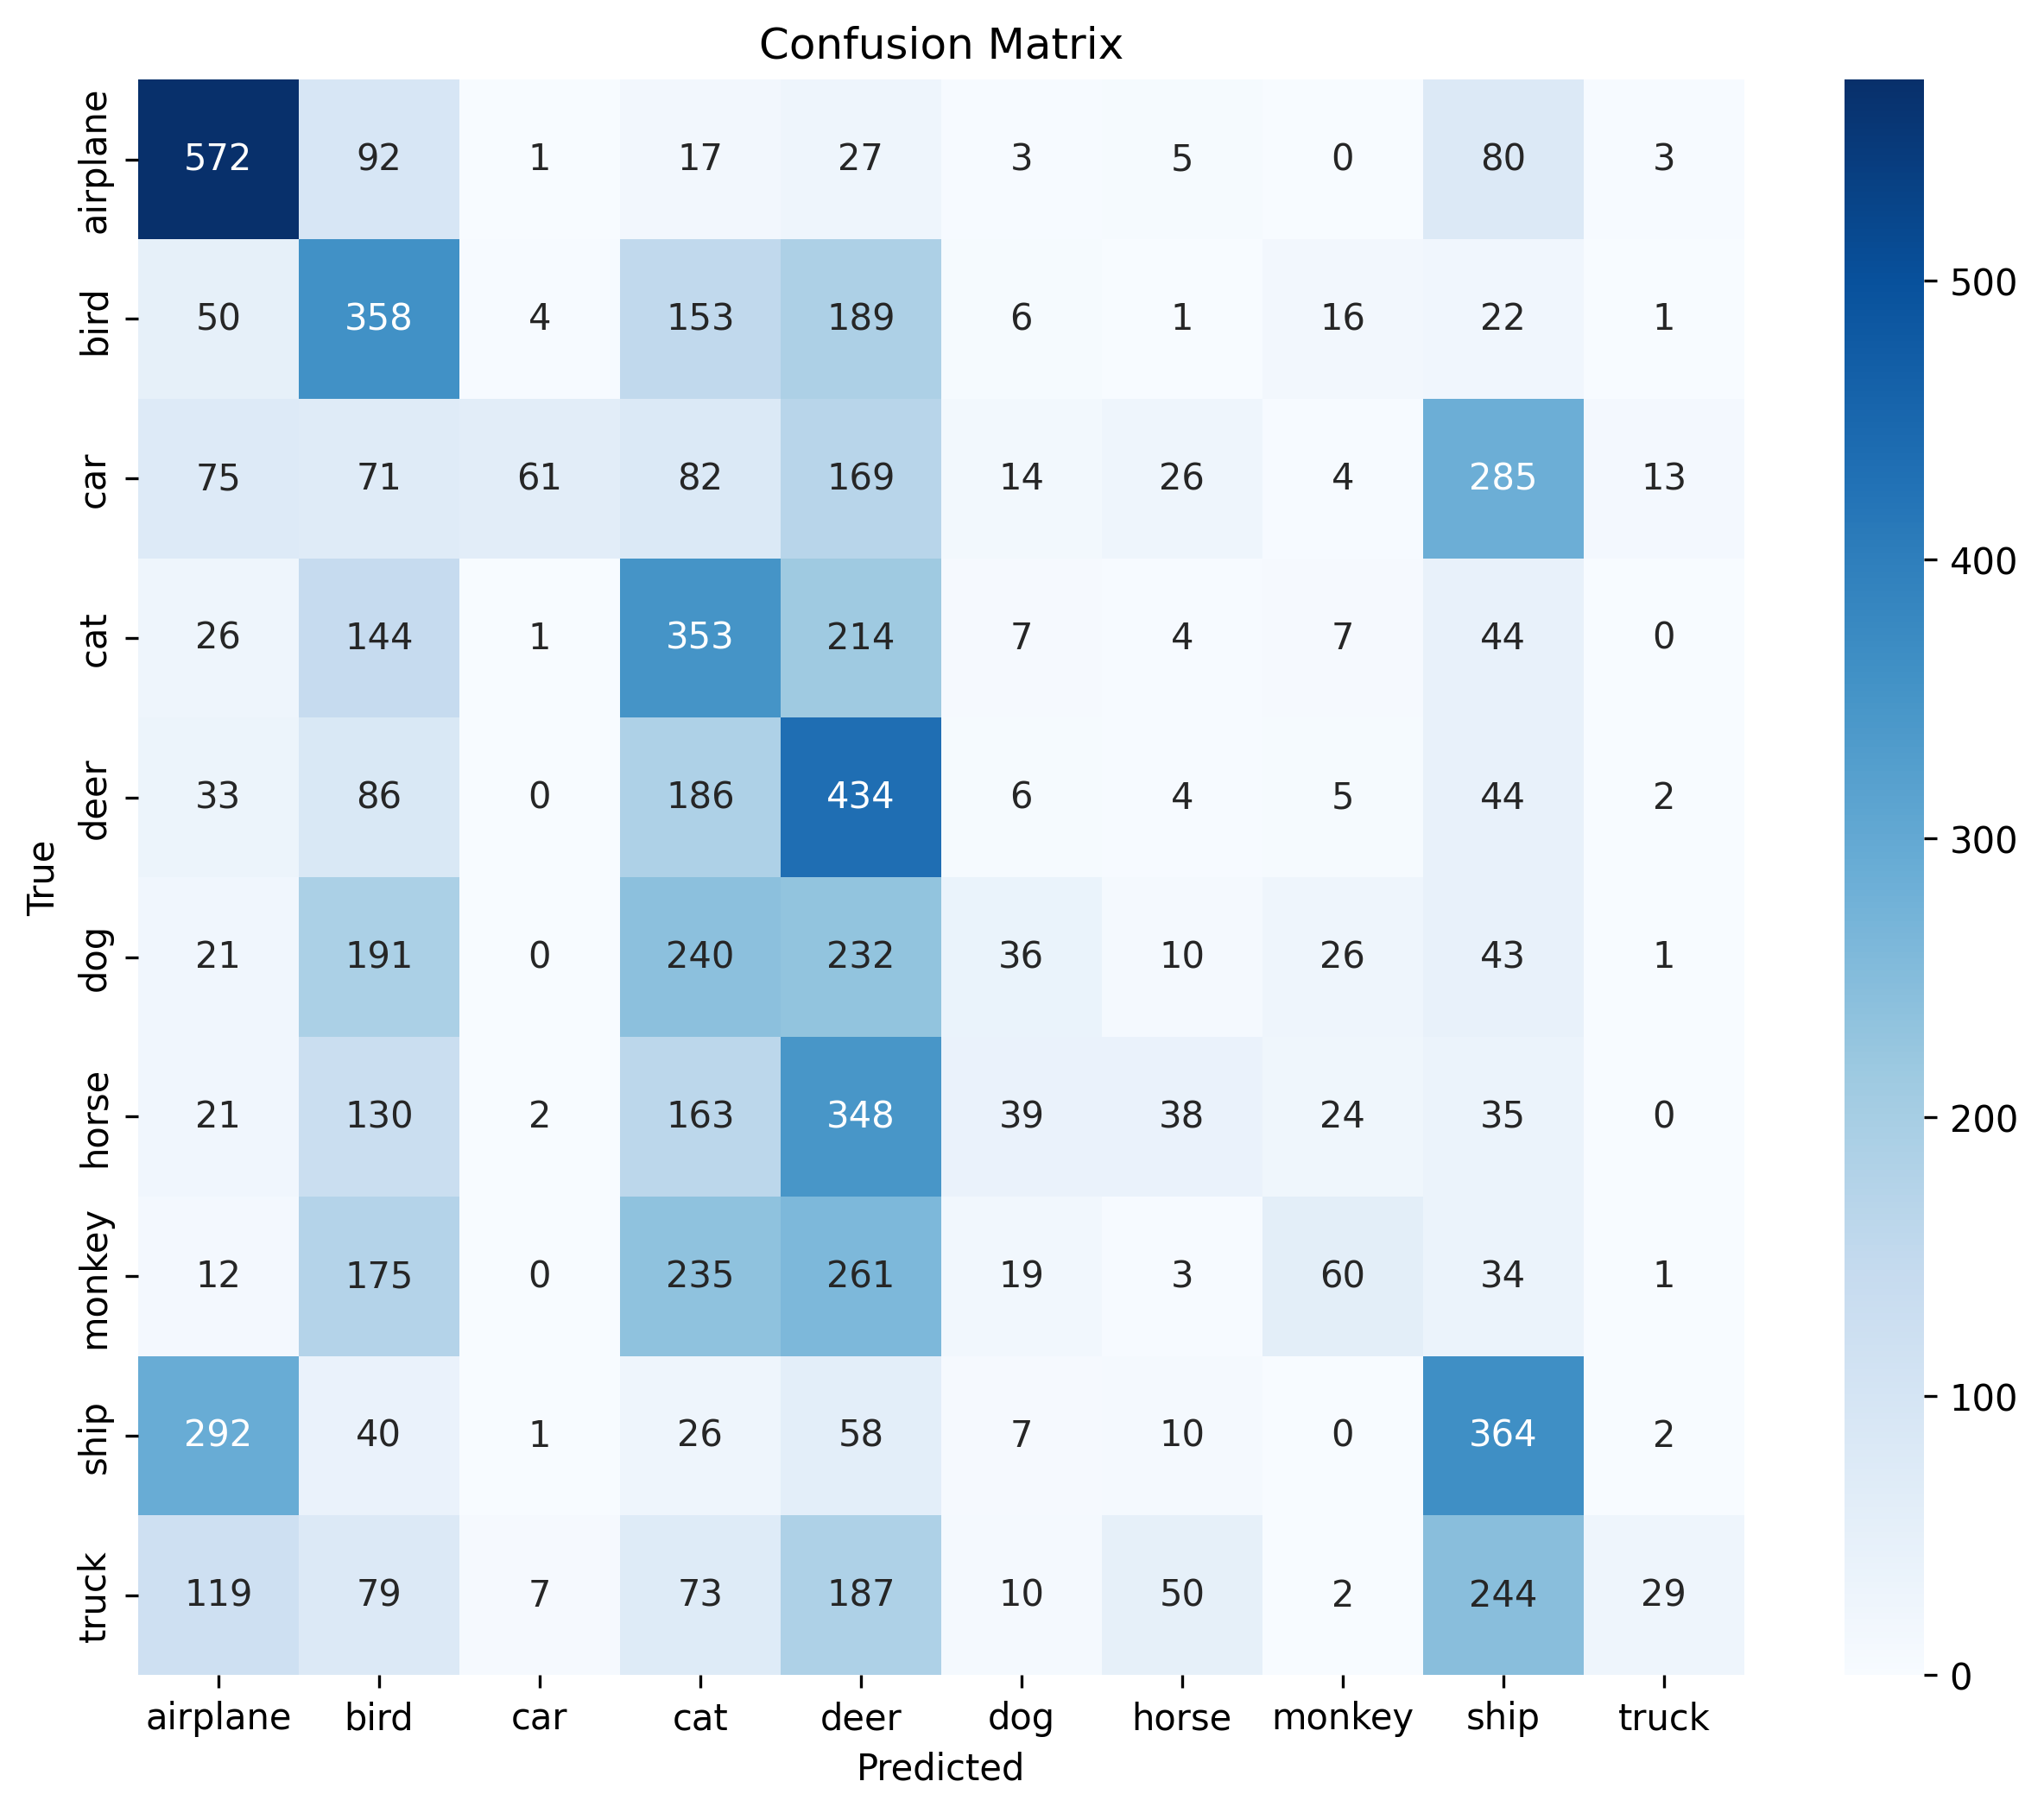 Confusion Matrix
airplane 572 92 1 17 27 3 5 0 80 3
bird 50 358 4 153 189 6 1 16 22 1
car 75 71 61 82 169 14 26 4 285 13
cat 26 144 1 353 214 7 4 7 44 0
deer 33 86 0 186 434 6 4 5 44 2
dog 21 191 0 240 232 36 10 26 43 1
horse 21 130 2 163 348 39 38 24 35 0
monkey 12 175 0 235 261 19 3 60 34 1
ship 292 40 1 26 58 7 10 0 364 2
truck 119 79 7 73 187 10 50 2 244 29
airplane bird car cat deer dog horse monkey ship truck
Predicted
True
500
400
300
200
100
0